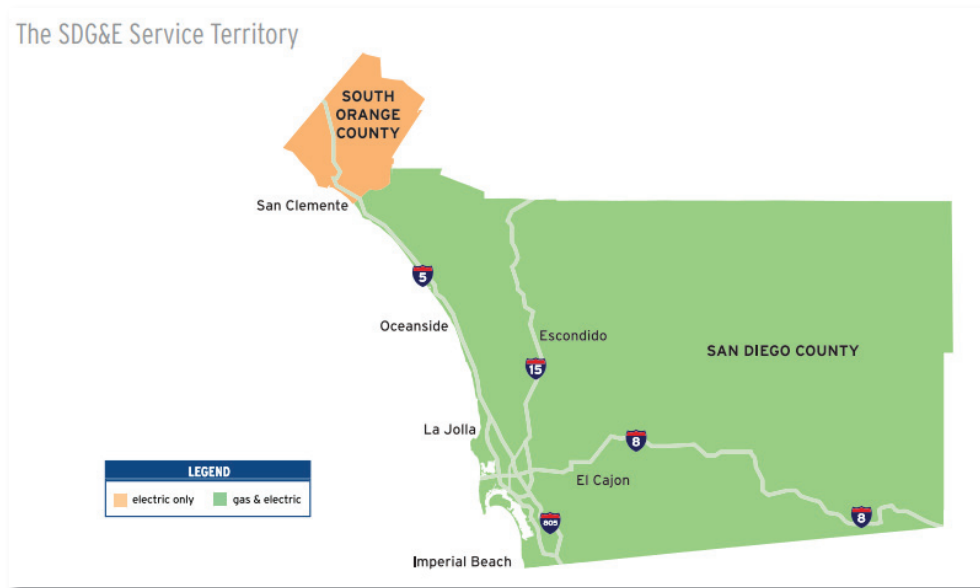 The SDG&E Service Territory
SOUTH
ORANGE
COUNTY
San Clemente
5
Oceanside
Escondido
15
SAN DIEGO COUNTY
La Jolla
8
El Cajon
LEGEND
electric only
gas & electric
805
8
Imperial Beach